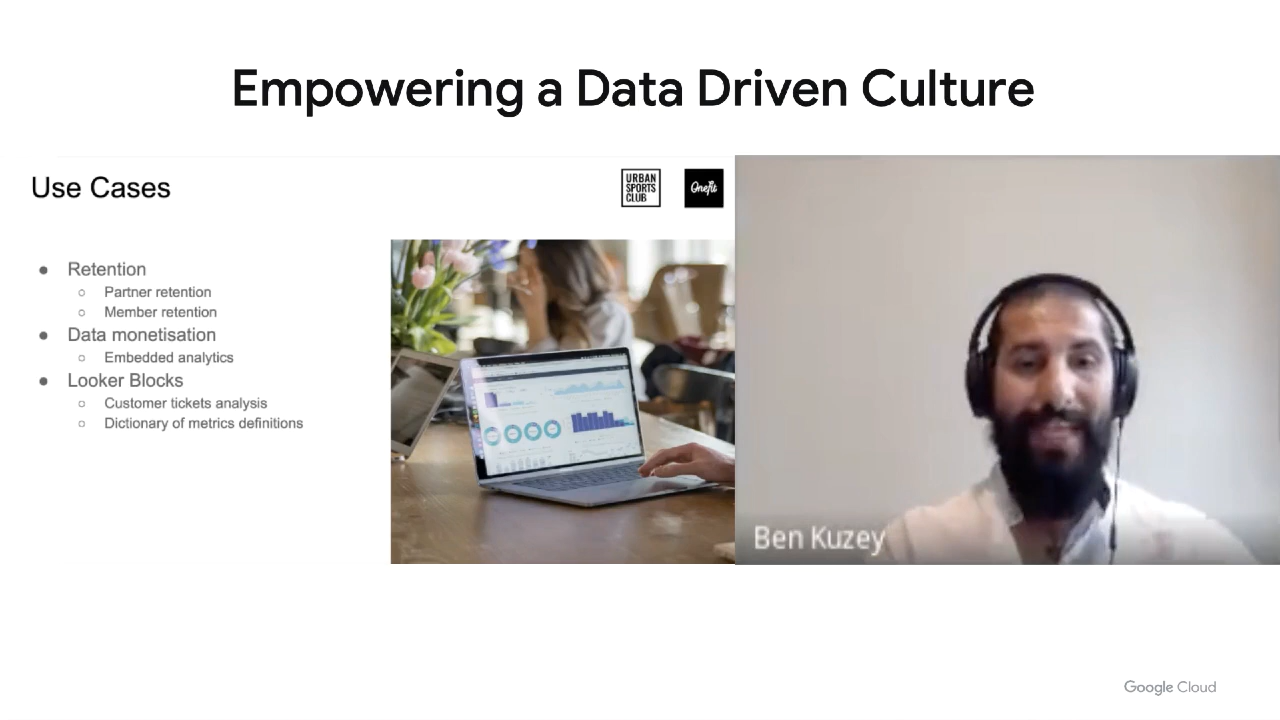 Empowering a Data Driven Culture
Use Cases
URBAN
SPORTS
CLUB
Onefit
● Retention
○ Partner retention
○ Member retention
● Data monetisation
○ Embedded analytics
● Looker Blocks
○ Customer tickets analysis
○ Dictionary of metrics definitions
Ben Kuzey
Google Cloud